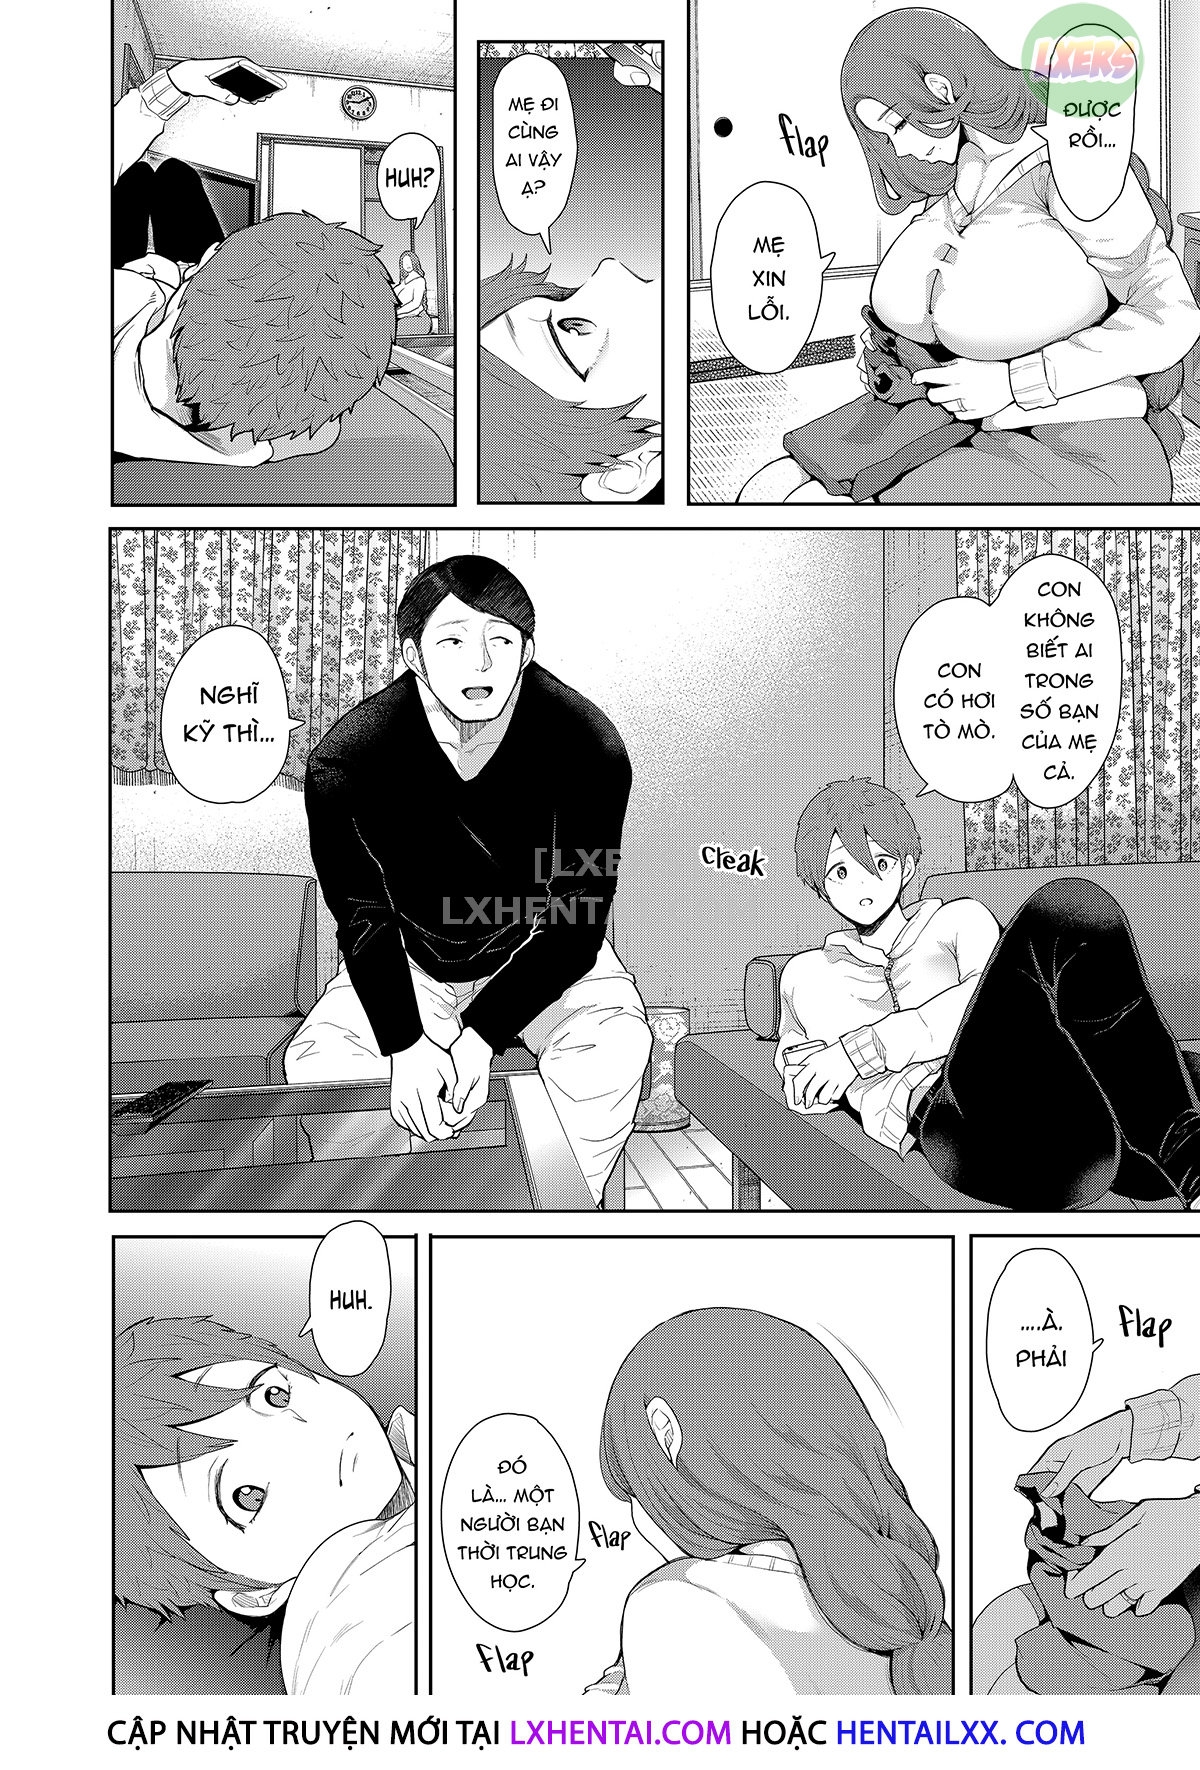 LXERS
ĐƯỢC
RỒI...
flap
MẸ
XIN
LỖI.
MẸ ĐI
CÙNG
AI VẬY
Ạ?
HUH?
CON
KHÔNG
BIẾT AI
TRONG
SỐ BẠN
CỦA MẸ
CẢ.
CON
CÓ HƠI
TÒ MÒ.
creak
NGHĨ
KỸ THÌ...
[LXE
LXHENTA
....À.
PHẢI
flap
ĐÓ
LÀ... MỘT
NGƯỜI BẠN
THỜI TRUNG
HỌC.
flap
flap
HUH.
CẬP NHẬT TRUYỆN MỚI TẠI LXHENTAI.COM HOẶC HENTAILXX. COM